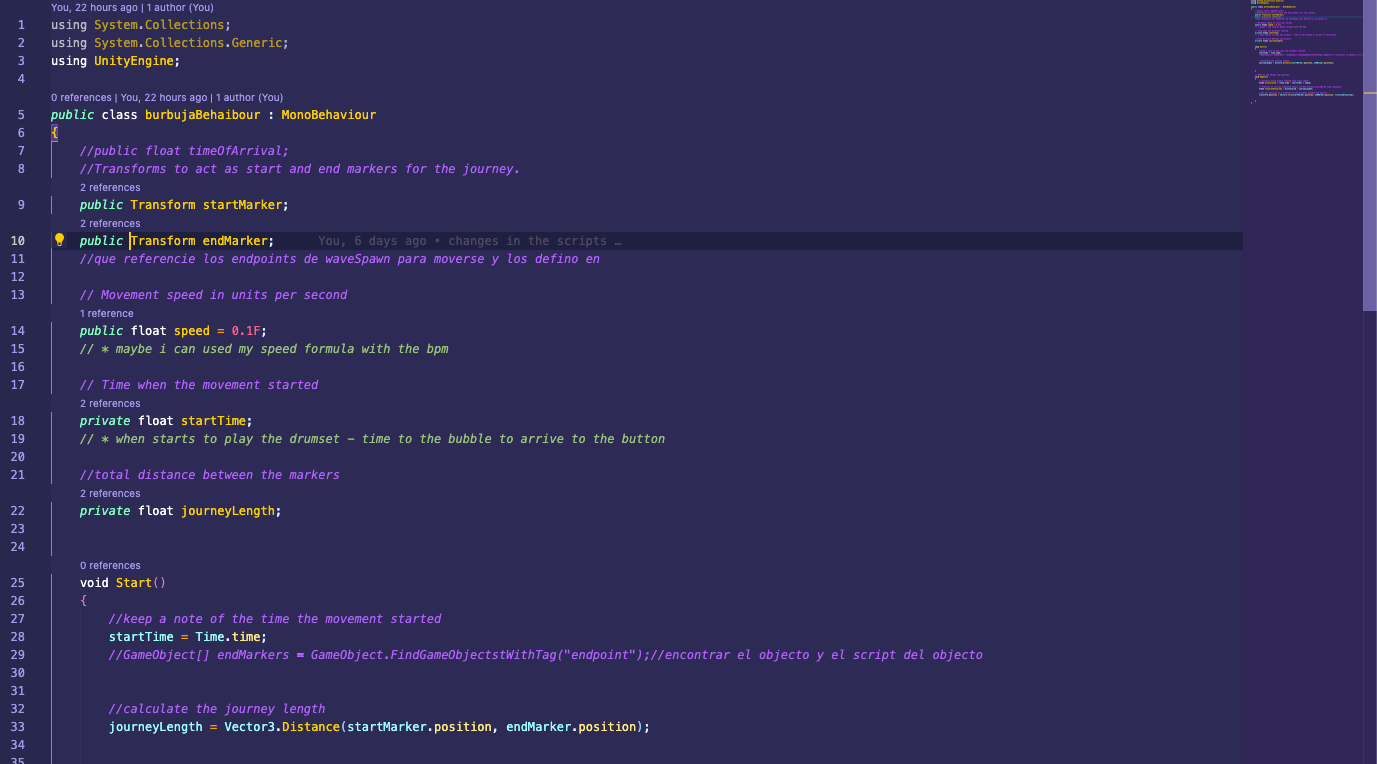 You, 22 hours ago | 1 author (You)
1 using System.Collections;
2 using System.Collections.Generic;
3 using UnityEngine;
4
0 references | You, 22 hours ago | 1 author (You)
5 public class burbujaBehaibour : MonoBehaviour
6 {
7 //public float timeOfArrival;
8 //Transforms to act as start and end markers for the journey.
2 references
9 public Transform startMarker;
2 references
10 public Transform endMarker; You, 6 days ago • changes in the scripts …
11 //que referencie los endpoints de waveSpawn para moverse y los defino en
12
13 // Movement speed in units per second
1 reference
14 public float speed = 0.1F;
15 // * maybe i can used my speed formula with the bpm
16
17 // Time when the movement started
2 references
18 private float startTime;
19 // * when starts to play the drumset - time to the bubble to arrive to the button
20
21 //total distance between the markers
2 references
22 private float journeyLength;
23
24
0 references
25 void Start()
26 {
27 //keep a note of the time the movement started
28 startTime = Time.time;
29 //GameObject[] endMarkers = GameObject.FindGameObjectstWithTag("endpoint");//encontrar el objecto y el script del objecto
30
31
32 //calculate the journey length
33 journeyLength = Vector3.Distance(startMarker.position, endMarker.position);
34
35